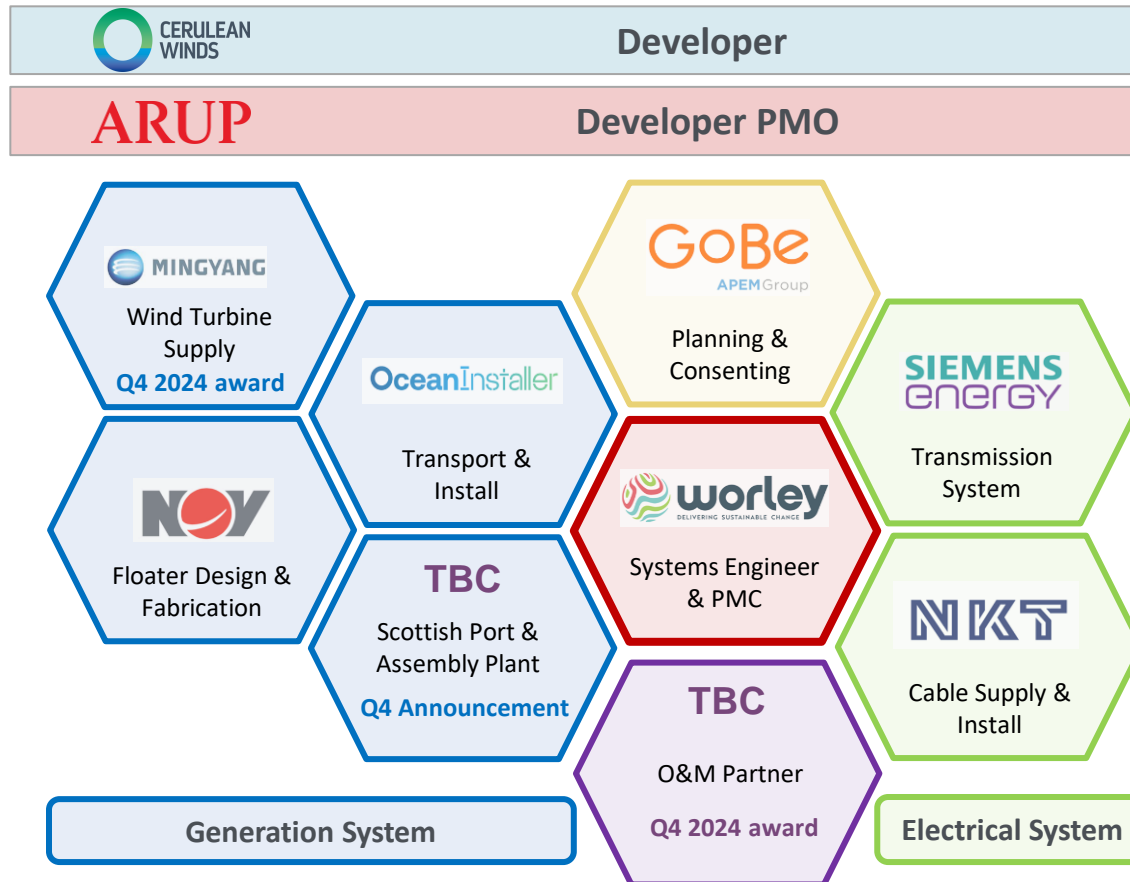 CERULEAN
WINDS
Developer
ARUP
Developer PMO
MINGYANG
Wind Turbine
Supply
Q4 2024 award
GoBe
APEMGroup
Planning &
Consenting
OceanInstaller
Transport &
Install
SIEMENS
energy
Transmission
System
NOV
Floater Design &
Fabrication
worley
DELIVERING SUSTAINABLE CHANGE
Systems Engineer
& PMC
TBC
Scottish Port &
Assembly Plant
Q4 Announcement
NKT
Cable Supply &
Install
TBC
O&M Partner
Q4 2024 award
Generation System
Electrical System